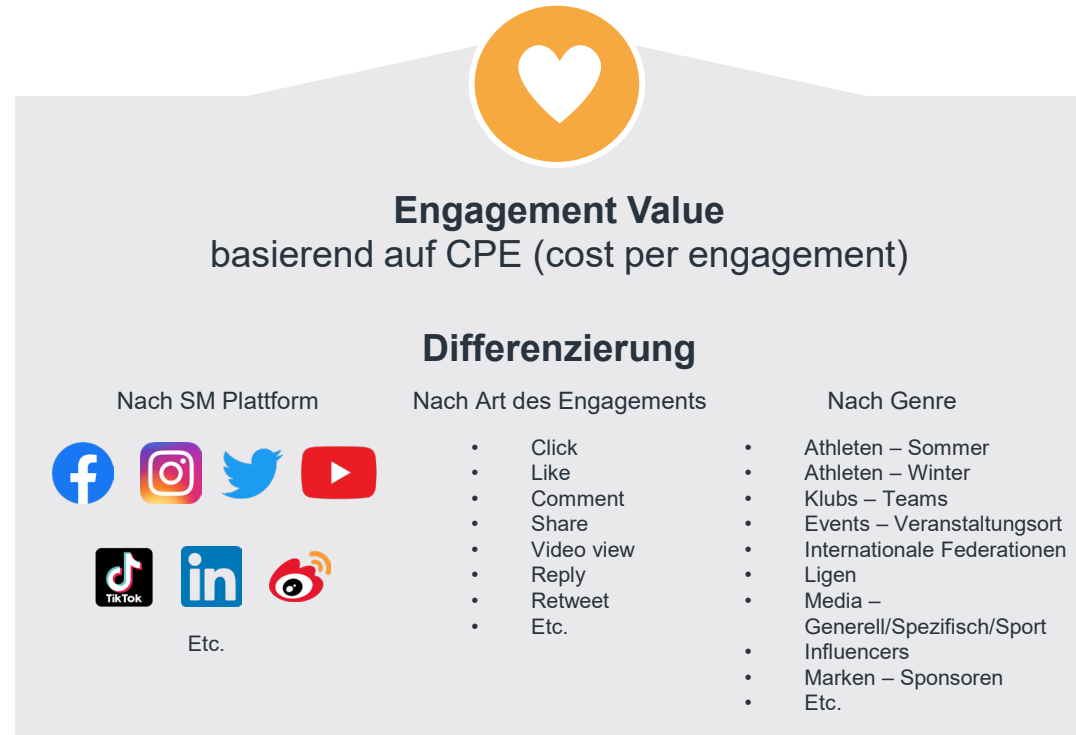 Engagement Value
basierend auf CPE (cost per engagement)
Differenzierung
Nach SM Plattform
f
TikTok
in
Etc.
Nach Art des Engagements
• Click
• Like
• Comment
• Share
• Video view
• Reply
• Retweet
• Etc.
Nach Genre
• Athleten – Sommer
• Athleten – Winter
• Klubs – Teams
• Events – Veranstaltungsort
• Internationale Federationen
• Ligen
• Media –
Generell/Spezifisch/Sport
• Influencers
• Marken – Sponsoren
• Etc.